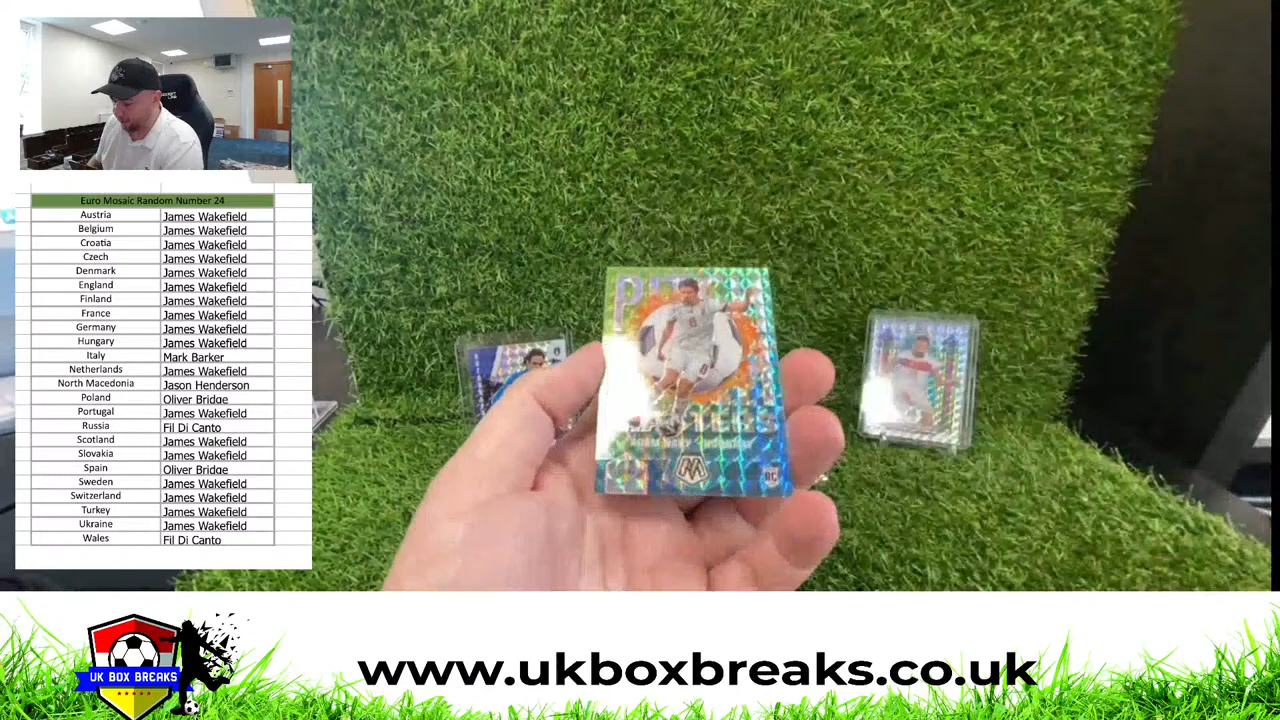 Euro Mosaic Random Number 24
Austria James Wakefield
Belgium James Wakefield
Croatia James Wakefield
Czech James Wakefield
Denmark James Wakefield
England James Wakefield
Finland James Wakefield
France James Wakefield
Germany James Wakefield
Hungary James Wakefield
Italy Mark Barker
Netherlands James Wakefield
North Macedonia Jason Henderson
Poland Oliver Bridge
Portugal James Wakefield
Russia Fil Di Canto
Scotland James Wakefield
Slovakia James Wakefield
Spain Oliver Bridge
Sweden James Wakefield
Switzerland James Wakefield
Turkey James Wakefield
Ukraine James Wakefield
Wales Fil Di Canto
RC
UK BOX BREAKS
www.ukboxbreaks.co.uk